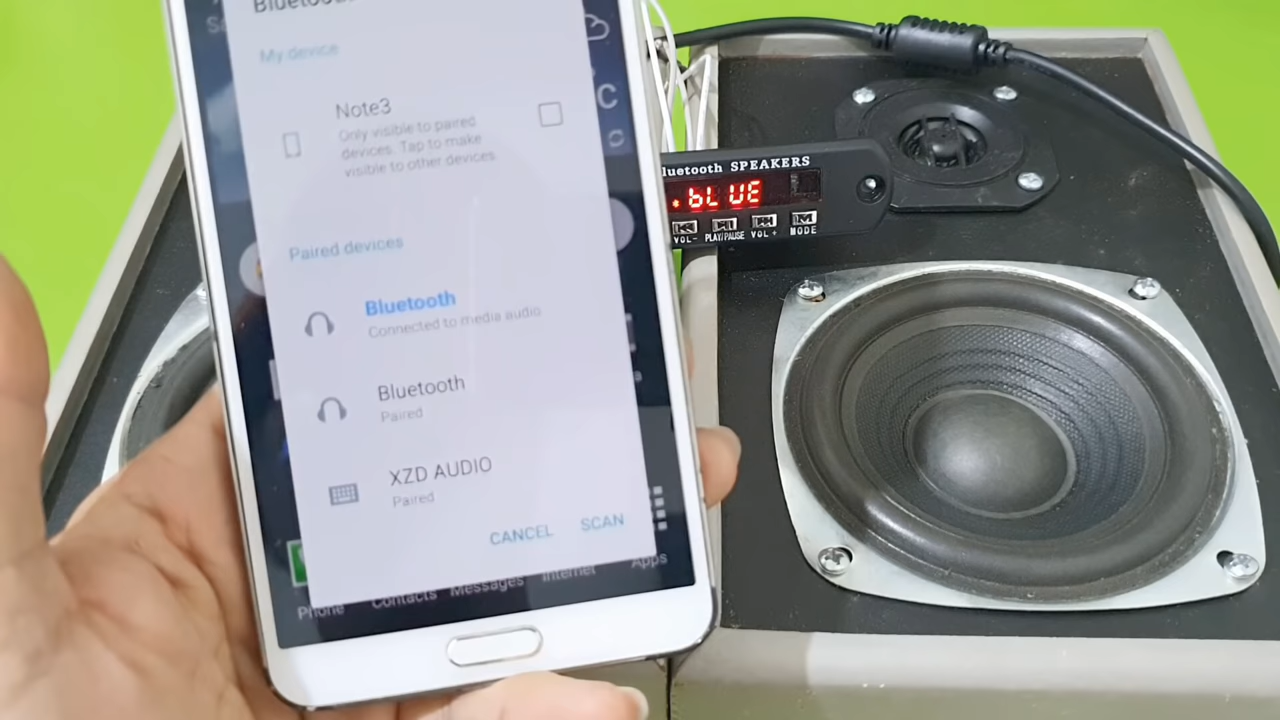 My device
Note3
Only visible to paired
devices. Tap to make
visible to other devices.
Paired devices
Bluetooth
Connected to media audio
Bluetooth
Paired
XZD AUDIO
Paired
CANCEL SCAN
Phone Contacts Messages Internet Apps
C
luetooth SPEAKERS
bLUE
VOL- PLAY/PAUSE VOL+ MODE
M